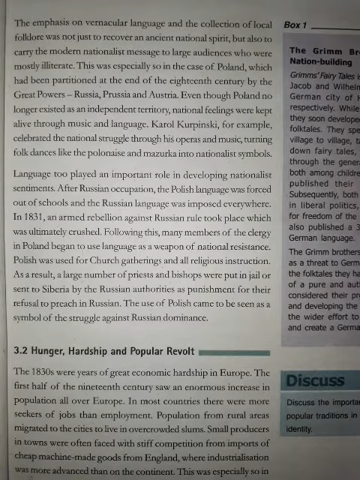 The emphasis on vernacular language and the collection of local
folklore was not just to recover an ancient national spirit, but also to
carry the modern nationalist message to large audiences who were
mostly illiterate. This was especially so in the case of Poland, which
had been partitioned at the end of the eighteenth century by the
Great Powers – Russia, Prussia and Austria. Even though Poland no
longer existed as an independent territory, national feelings were kept
alive through music and language. Karol Kurpinski, for example,
celebrated the national struggle through his operas and music, turning
folk dances like the polonaise and mazurka into nationalist symbols.
Language too played an important role in developing nationalist
sentiments. After Russian occupation, the Polish language was forced
out of schools and the Russian language was imposed everywhere.
In 1831, an armed rebellion against Russian rule took place which
was ultimately crushed. Following this, many members of the clergy
in Poland began to use language as a weapon of national resistance.
Polish was used for Church gatherings and all religious instruction.
As a result, a large number of priests and bishops were put in jail or
sent to Siberia by the Russian authorities as punishment for their
refusal to preach in Russian. The use of Polish came to be seen as a
symbol of the struggle against Russian dominance.
3.2 Hunger, Hardship and Popular Revolt
The 1830s were years of great economic hardship in Europe. The
first half of the nineteenth century saw an enormous increase in
population all over Europe. In most countries there were more
seekers of jobs than employment. Population from rural areas
migrated to the cities to live in overcrowded slums. Small producers
in towns were often faced with stiff competition from imports of
cheap machine-made goods from England, where industrialisation
was more advanced than on the continent. This was especially so in
Box 1
The Grimm Br
Nation-building
Grimms' Fairy Tales is
Jacob and Wilhelm
German city of H
respectively. While
they soon develope
folktales. They spe
village to village, ta
down fairy tales,
through the genera
both among childre
published their
Subsequently, both
in liberal politics,
for freedom of the
also published a 3
German language.
The Grimm brothers
as a threat to Germ
the folktales they ha
of a pure and aut
considered their pr
and developing the
the wider effort to
and create a Germa
Discuss
Discuss the importa
popular traditions in
identity.